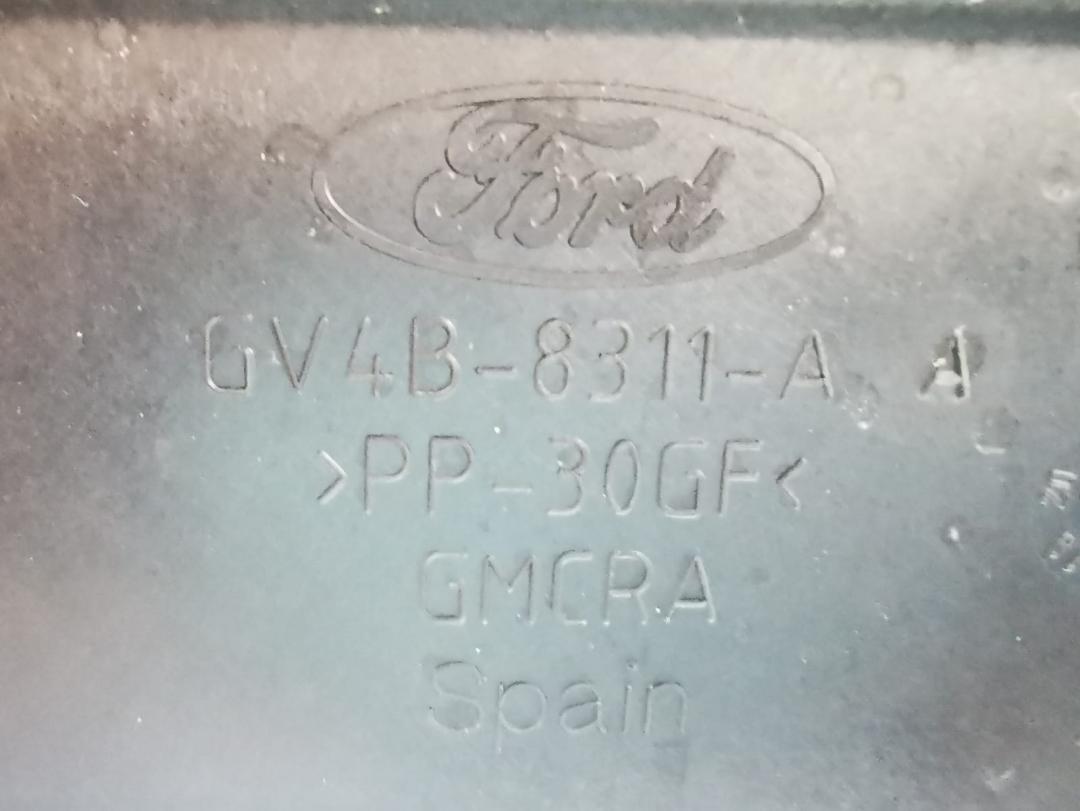 Ford
GV4B-8311-A A
>PP-30GF<
GMCRA
Spain